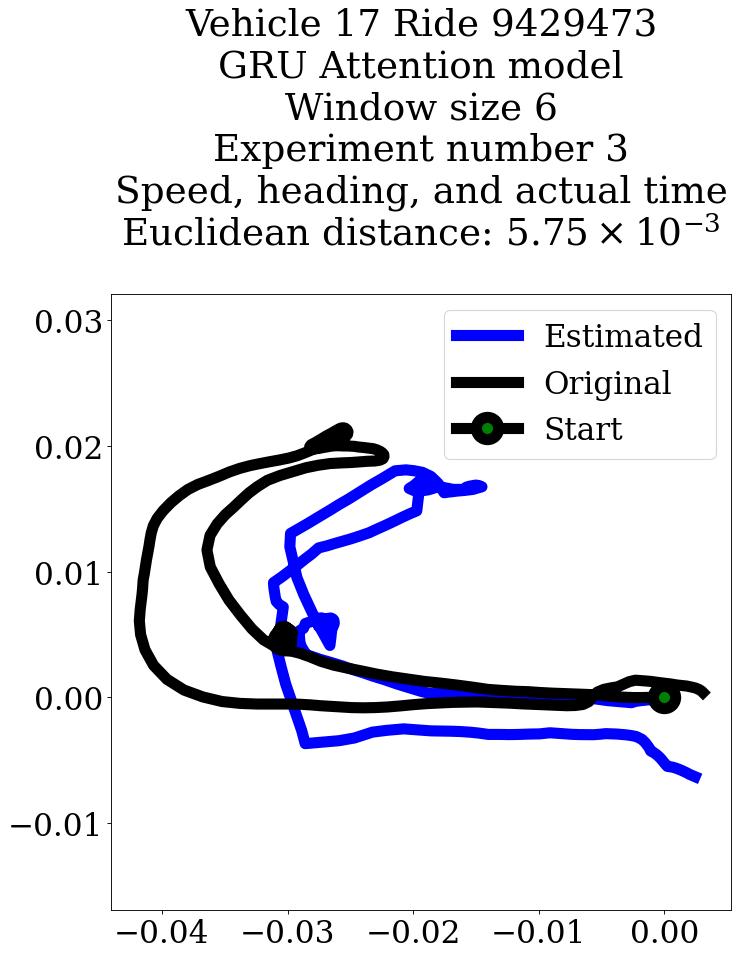 Vehicle 17 Ride 9429473
GRU Attention model
Window size 6
Experiment number 3
Speed, heading, and actual time
Euclidean distance: 5.75 × 10⁻³
0.03
0.02
0.01
0.00
−0.01
Estimated
Original
Start
−0.04
−0.03
−0.02
−0.01
0.00